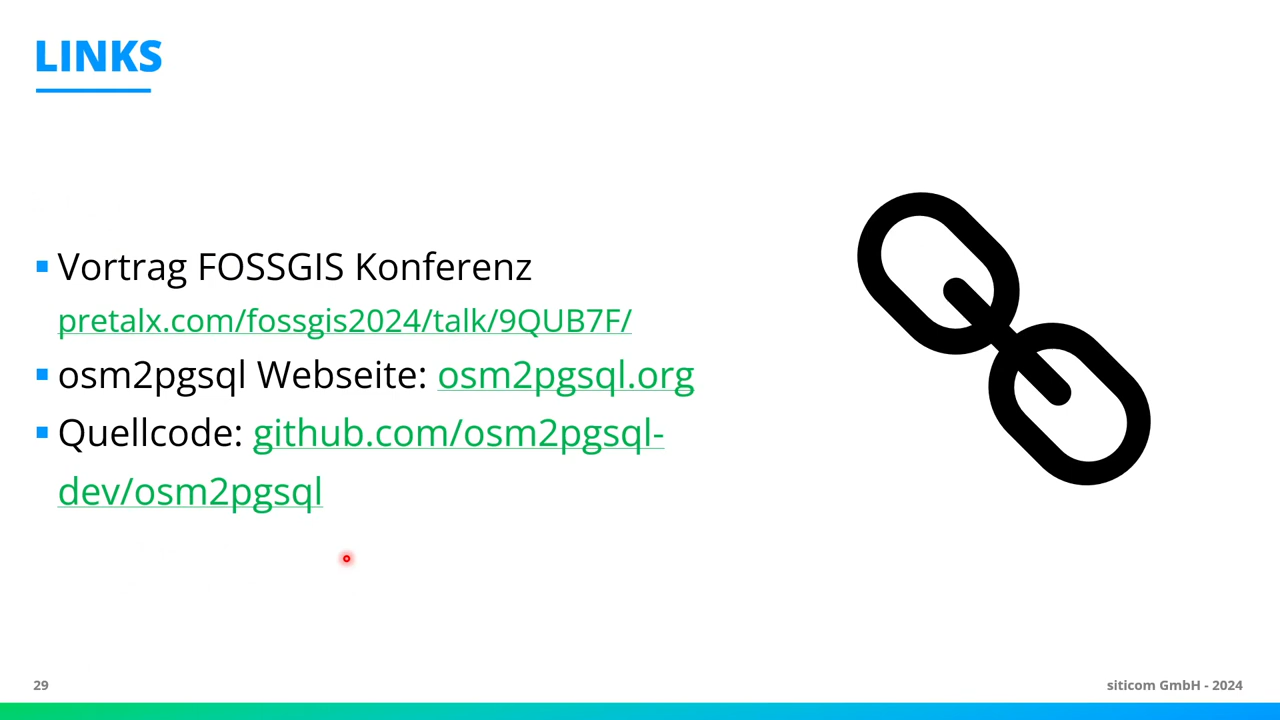 LINKS
Vortrag FOSSGIS Konferenz
pretalx.com/fossgis2024/talk/9QUB7F/
osm2pgsql Webseite: osm2pgsql.org
Quellcode: github.com/osm2pgsql-
dev/osm2pgsql
29
siticom GmbH - 2024